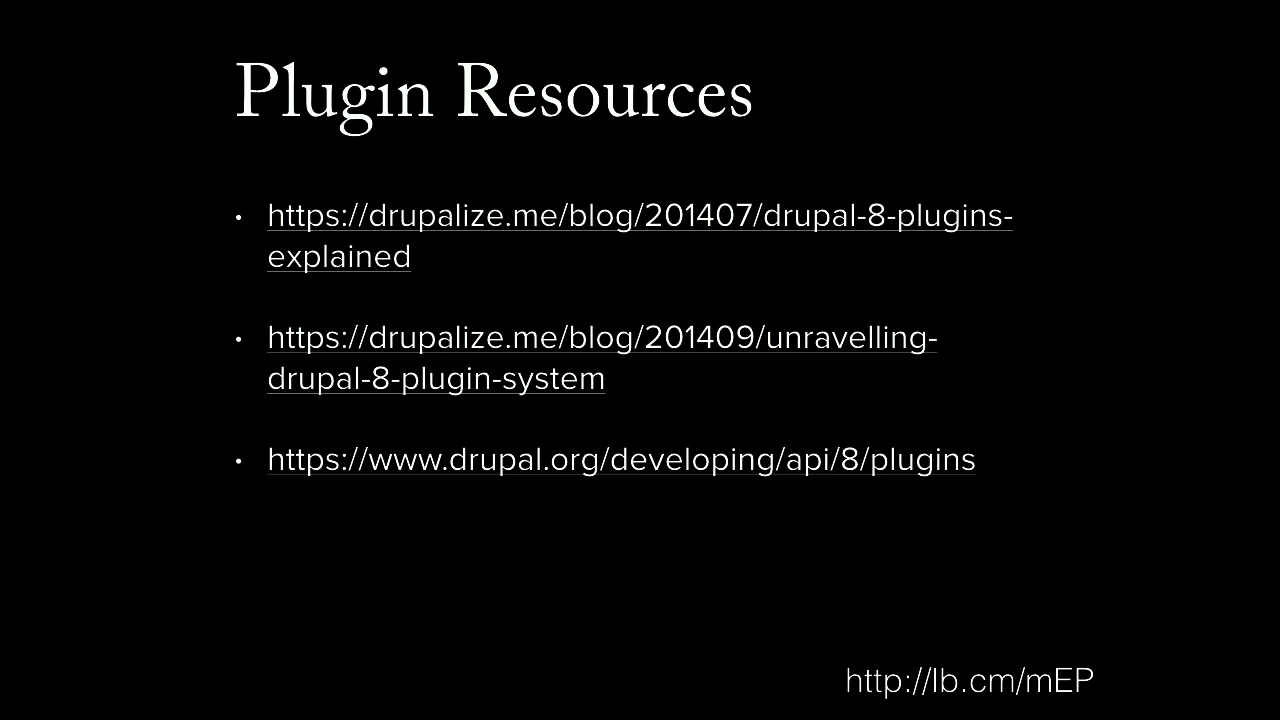 Plugin Resources
• https://drupalize.me/blog/201407/drupal-8-plugins-
explained
• https://drupalize.me/blog/201409/unravelling-
drupal-8-plugin-system
• https://www.drupal.org/developing/api/8/plugins
http://lb.cm/mEP